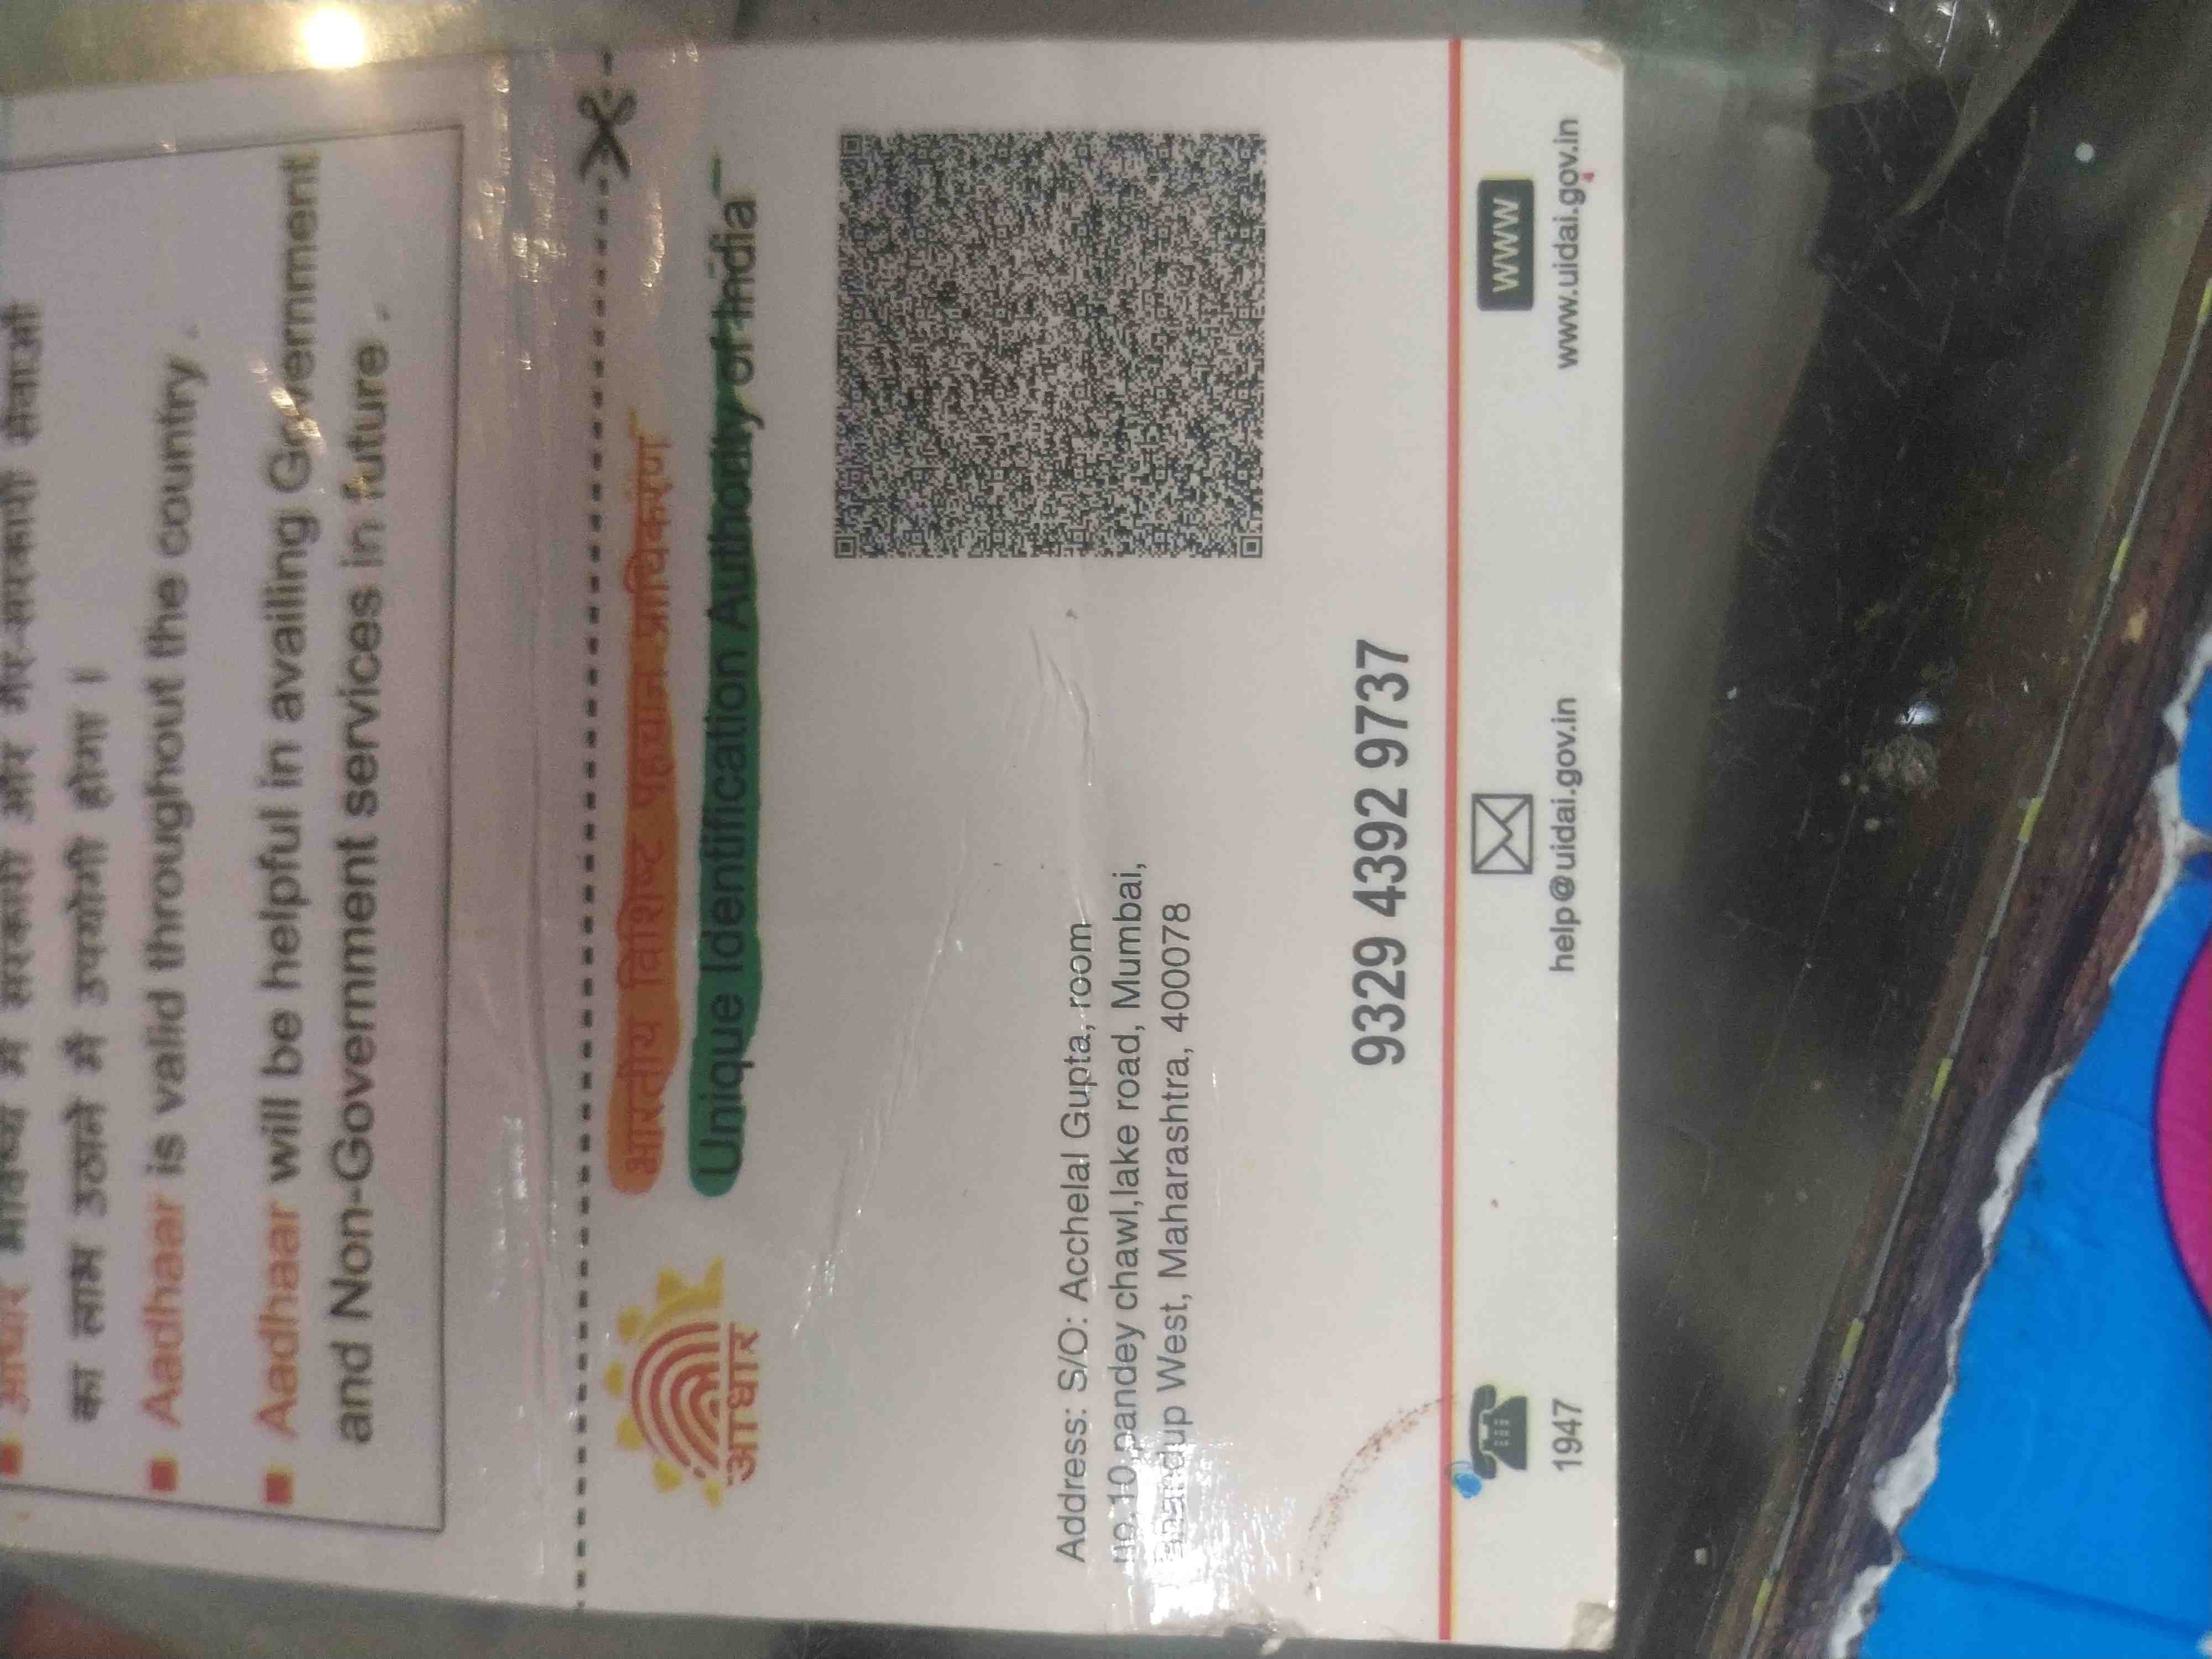 आधार भविष्य में सरकारी और गैर-सरकारी सेवाओं
का लाभ उठाने में उपयोगी होगा ।
Aadhaar is valid throughout the country .
Aadhaar will be helpful in availing Government
and Non-Government services in future .
भारतीय विशिष्ट पहचान प्राधिकरण
Unique Identification Authority of India
आधार
Address: S/O: Acchelal Gupta, room
no.10,pandey chawl,lake road, Mumbai,
Bhandup West, Maharashtra, 400078
9329 4392 9737
1947
help@uidai.gov.in
WWW
www.uidai.gov.in